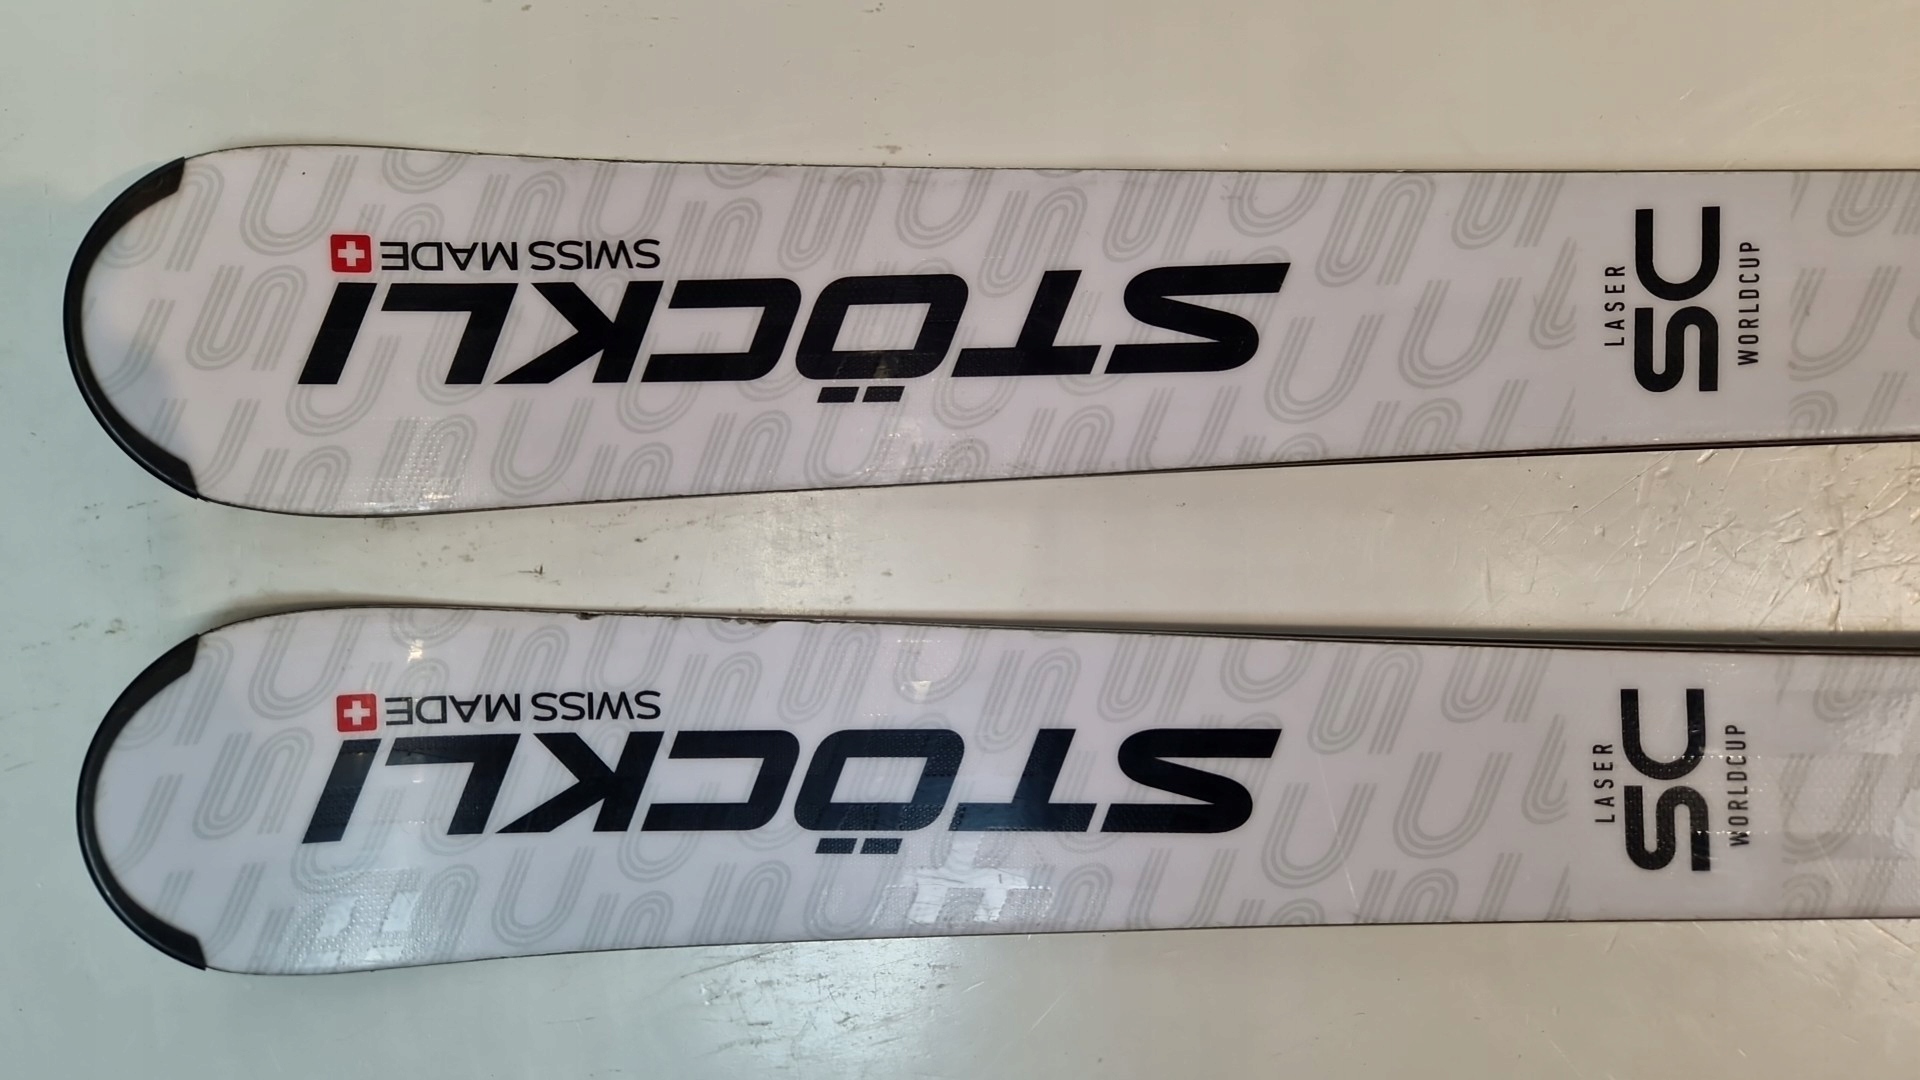 STÖCKLI
SWISS MADE
LASER
SC
WORLDCUP
STÖCKLI
SWISS MADE
LASER
SC
WORLDCUP